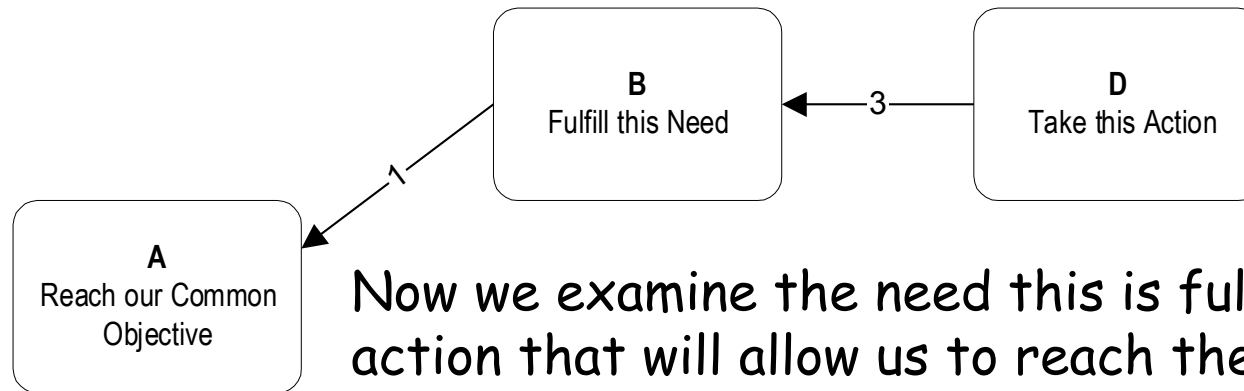 B
Fulfill this Need
D
Take this Action
3
1
A
Reach our Common
Objective
Now we examine the need this is
action that will allow us to reach the